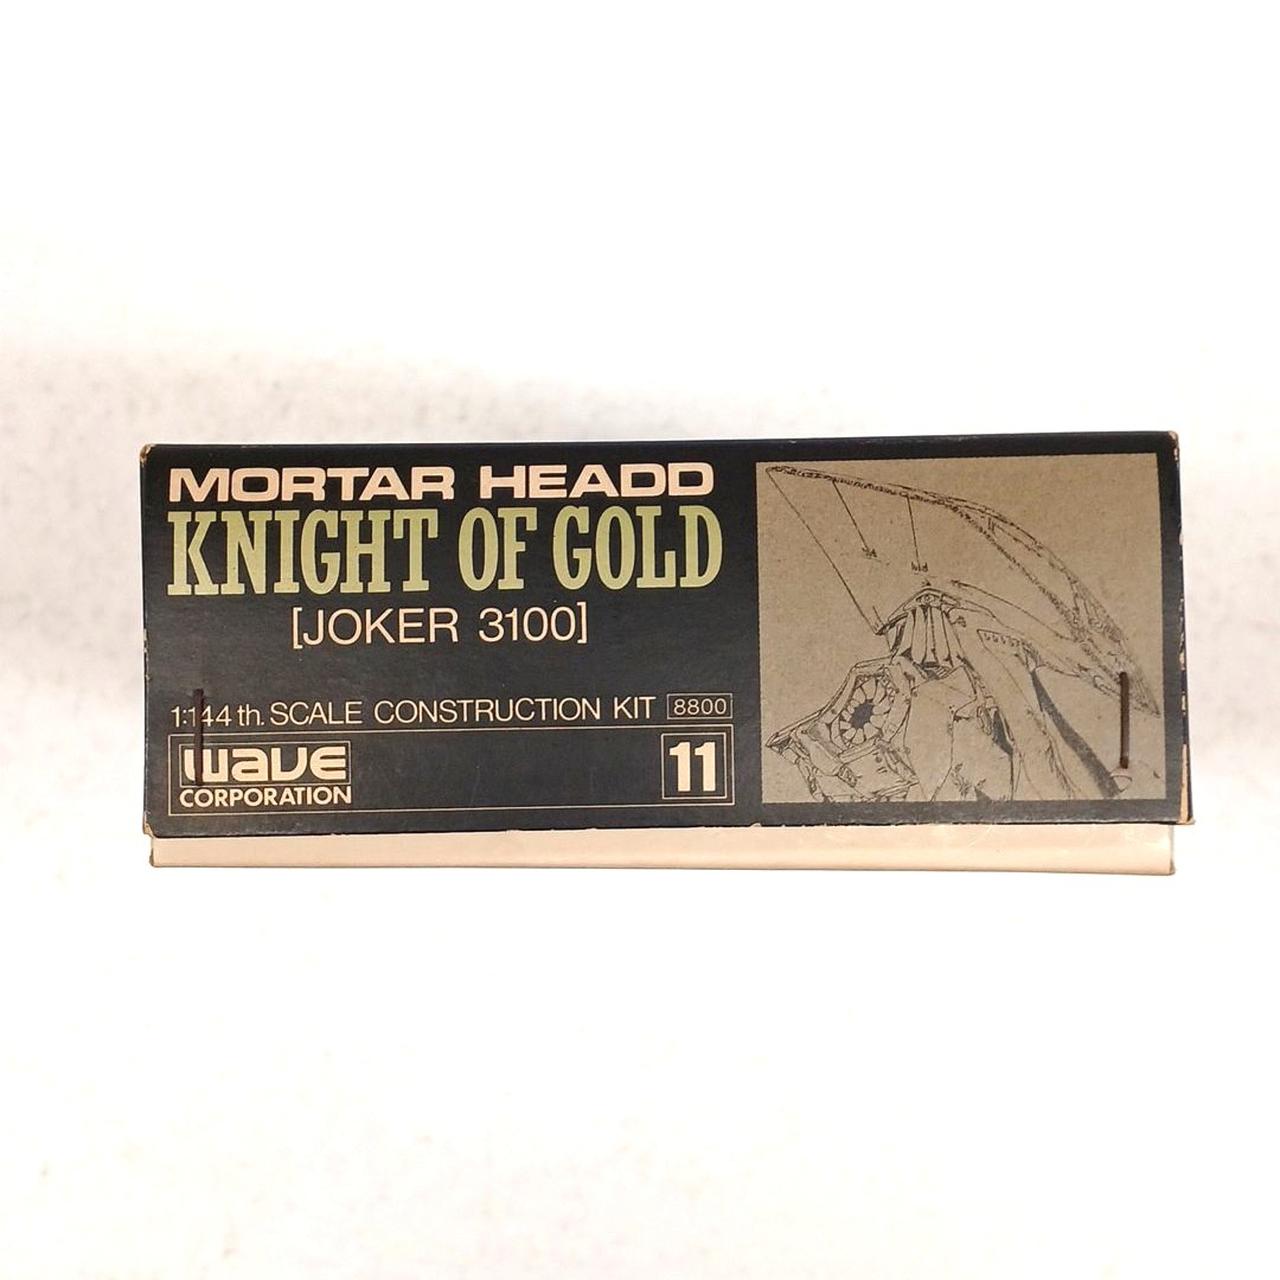 MORTAR HEADD
KNIGHT OF GOLD
[JOKER 3100]
1:144 th. SCALE CONSTRUCTION KIT 8800
wave
CORPORATION
11